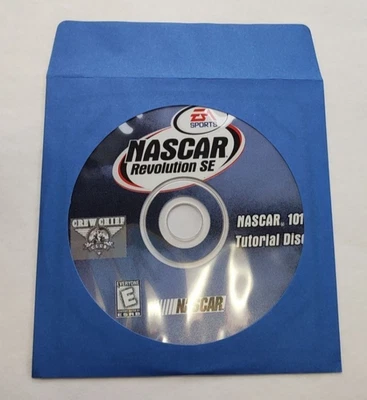 EA
SPORTS
NASCAR
Revolution SE
NASCAR 101
Tutorial Disc
CREW CHIEF
EVERYONE
E
ESRB
NASCAR